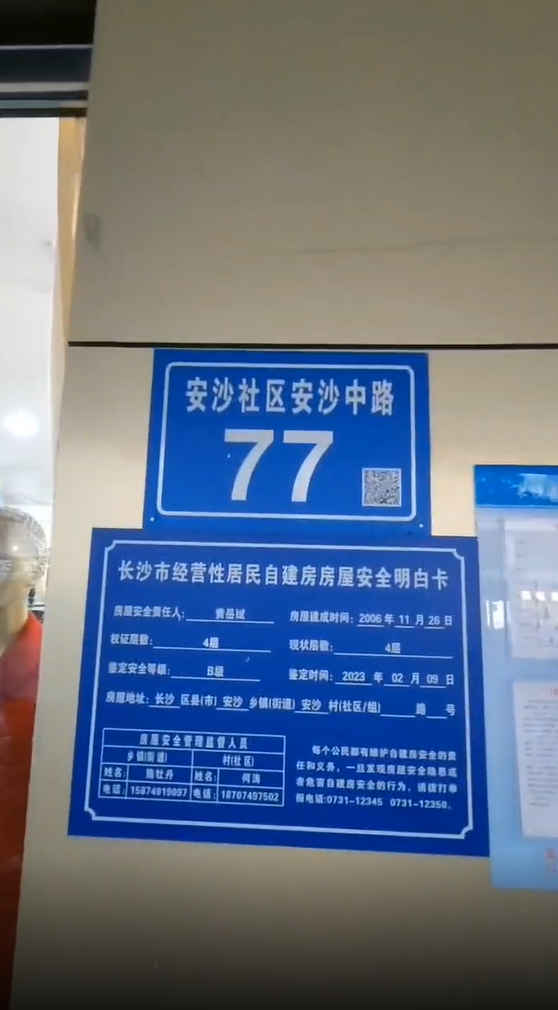 安沙社区安沙中路
77
长沙市经营性居民自建房房屋安全明白卡
房屋安全责任人: 黄岳斌 房屋建成时间: 2006 年 11 月 26 日
权证层数: 4层 现状层数: 4层
鉴定安全等级: B级 鉴定时间: 2023 年 02 月 09 日
房屋地址: 长沙 区县(市) 安沙 乡镇(街道) 安沙 村(社区/组) 路 号
房屋安全管理监督人员
乡镇(街道) 村(社区)
姓名: 熊牡丹 姓名: 何涛
电话: 15874919097 电话: 18707497502
每个公民都有维护自建房安全的责
任和义务,一旦发现房屋安全隐患或
者危害自建房安全的行为,请拨打举
报电话:0731-12345 0731-12350。